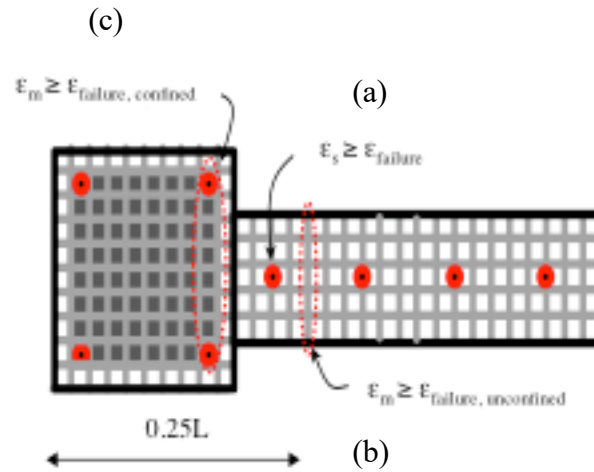 (c)
εm ≥ εfailure, confined
(a)
εs ≥ εfailure
εm ≥ εfailure, unconfined
0.25L
(b)